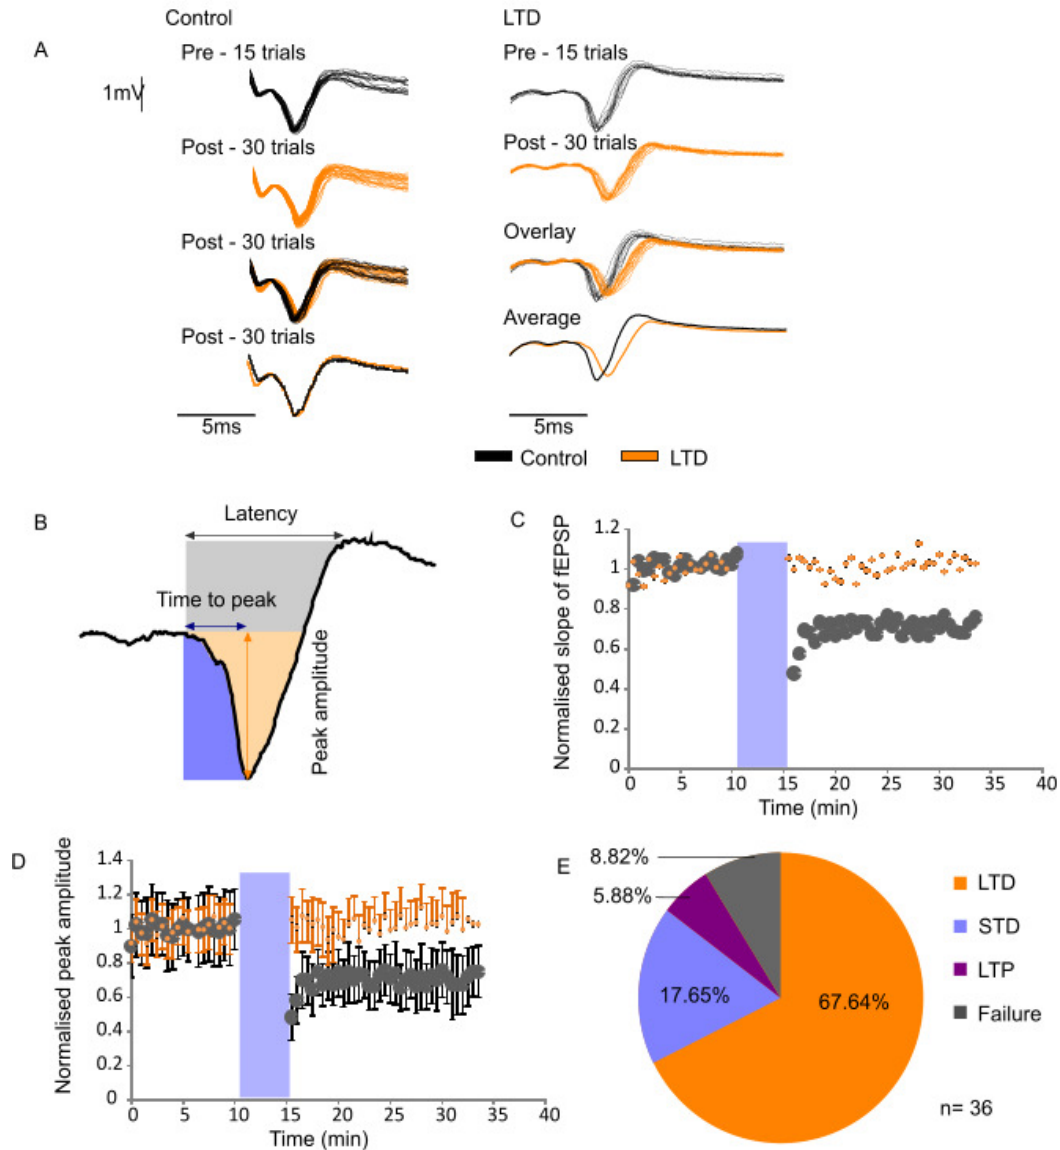 Control
LTD
A
Pre - 15 trials
Pre - 15 trials
1mV
Post - 30 trials
Post - 30 trials
Post - 30 trials
Overlay
Post - 30 trials
Average
5ms
5ms
Control
LTD
B
Latency
Time to peak
Peak amplitude
C
Normalised slope of fEPSP
1.2
1
0.8
0.6
0.4
0.2
0
0
5
10
15
20
25
30
35
40
Time (min)
D
Normalised peak amplitude
1.4
1.2
1
0.8
0.6
0.4
0.2
0
0
5
10
15
20
25
30
35
40
Time (min)
E
8.82%
5.88%
17.65%
67.64%
LTD
STD
LTP
Failure
n= 36